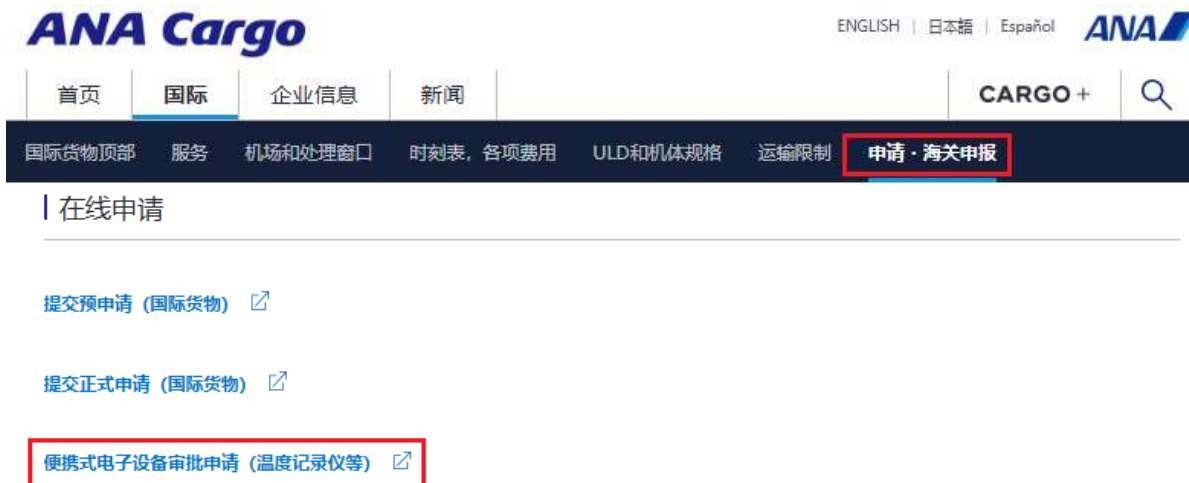 ANA Cargo
ENGLISH | 日本語 | Español ANA
首页 国际 企业信息 新闻 CARGO +
国际货物顶部 服务 机场和处理窗口 时刻表，各项费用 ULD和机体规格 运输限制 申请・海关申报
在线申请
提交预申请（国际货物）
提交正式申请（国际货物）
便携式电子设备审批申请（温度记录仪等）